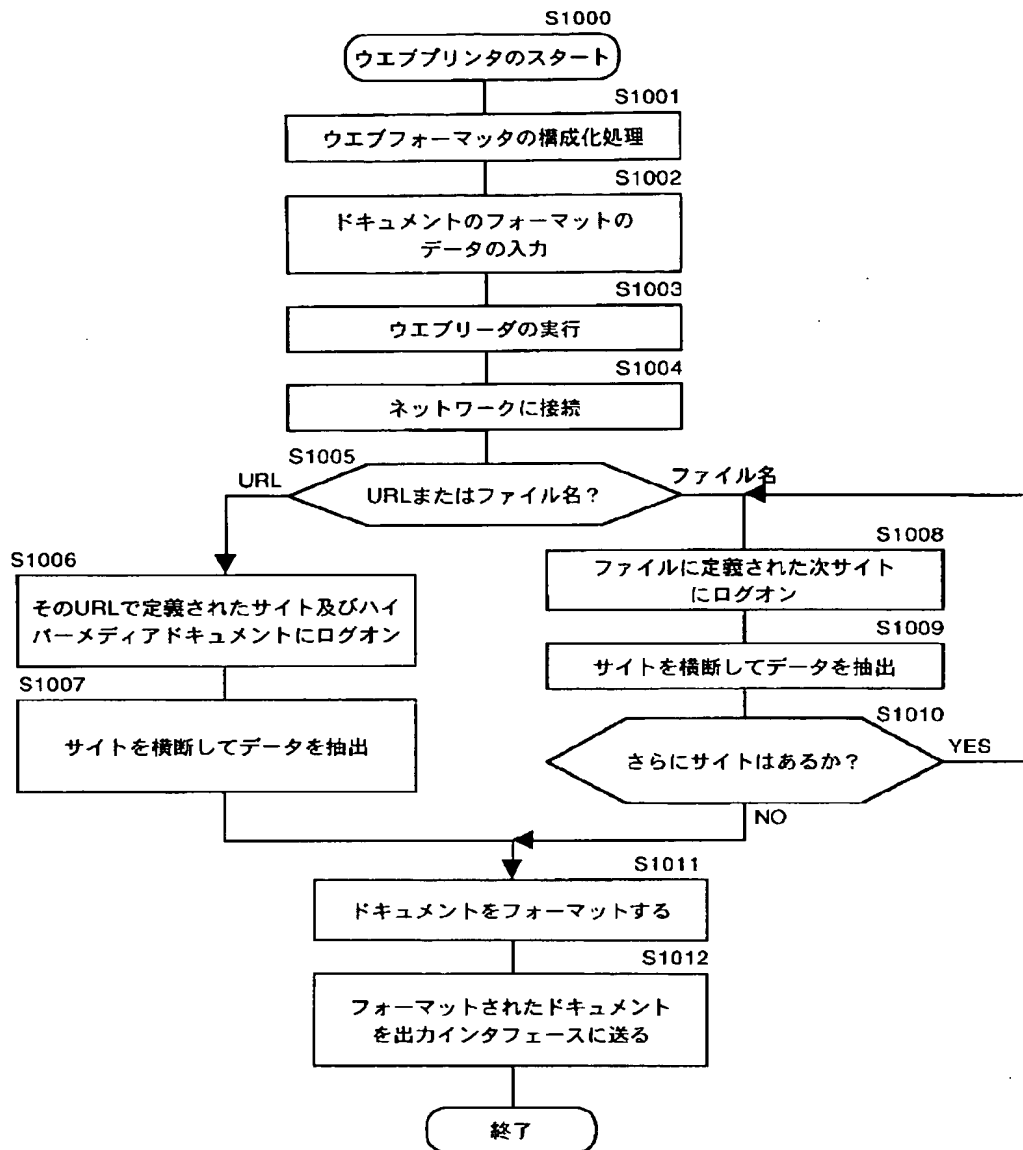 S1000
ウエブプリンタのスタート
S1001
ウエブフォーマッタの構成化処理
S1002
ドキュメントのフォーマットの
データの入力
S1003
ウエブリーダの実行
S1004
ネットワークに接続
S1005
URL
URLまたはファイル名?
ファイル名
S1006
そのURLで定義されたサイト及びハイ
パーメディアドキュメントにログオン
S1007
サイトを横断してデータを抽出
S1008
ファイルに定義された次サイト
にログオン
S1009
サイトを横断してデータを抽出
S1010
さらにサイトはあるか?
YES
NO
S1011
ドキュメントをフォーマットする
S1012
フォーマットされたドキュメント
を出力インタフェースに送る
終了